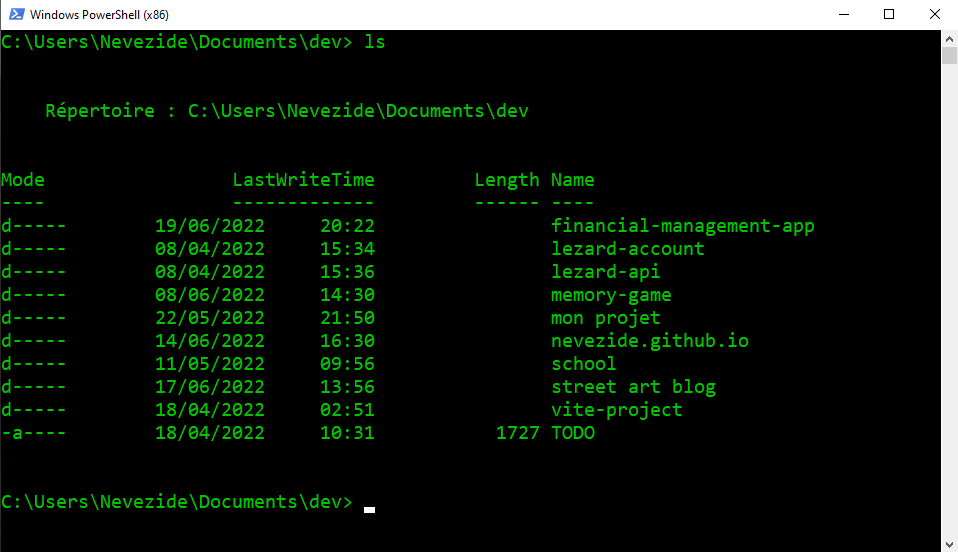 Windows PowerShell (x86)
C:\Users\Nevezide\Documents\dev> ls
Répertoire : C:\Users\Nevezide\Documents\dev
Mode LastWriteTime Length Name
---- ------------- ------ ----
d----- 19/06/2022 20:22 financial-management-app
d----- 08/04/2022 15:34 lezard-account
d----- 08/04/2022 15:36 lezard-api
d----- 08/06/2022 14:30 memory-game
d----- 22/05/2022 21:50 mon projet
d----- 14/06/2022 16:30 nevezide.github.io
d----- 11/05/2022 09:56 school
d----- 17/06/2022 13:56 street art blog
d----- 18/04/2022 02:51 vite-project
-a---- 18/04/2022 10:31 1727 TODO
C:\Users\Nevezide\Documents\dev>